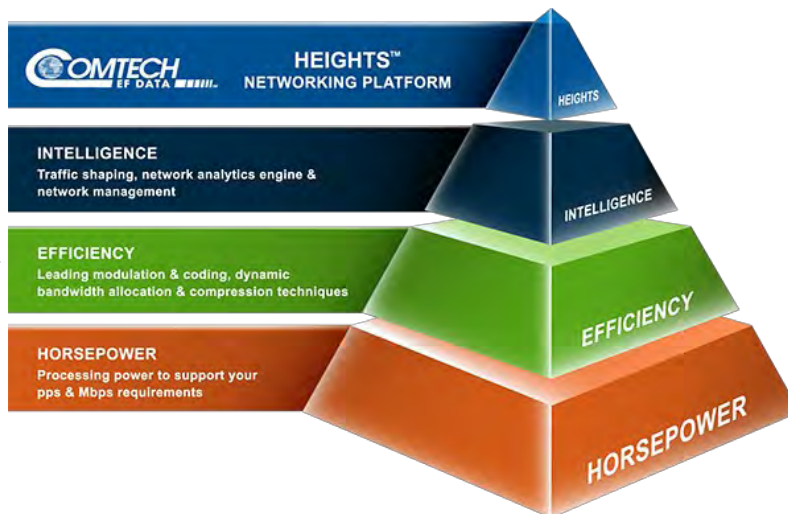 COMTECH
EF DATA
HEIGHTS™
NETWORKING PLATFORM
HEIGHTS
INTELLIGENCE
Traffic shaping, network analytics engine &
network management
INTELLIGENCE
EFFICIENCY
Leading modulation & coding, dynamic
bandwidth allocation & compression techniques
EFFICIENCY
HORSEPOWER
Processing power to support your
pps & Mbps requirements
HORSEPOWER